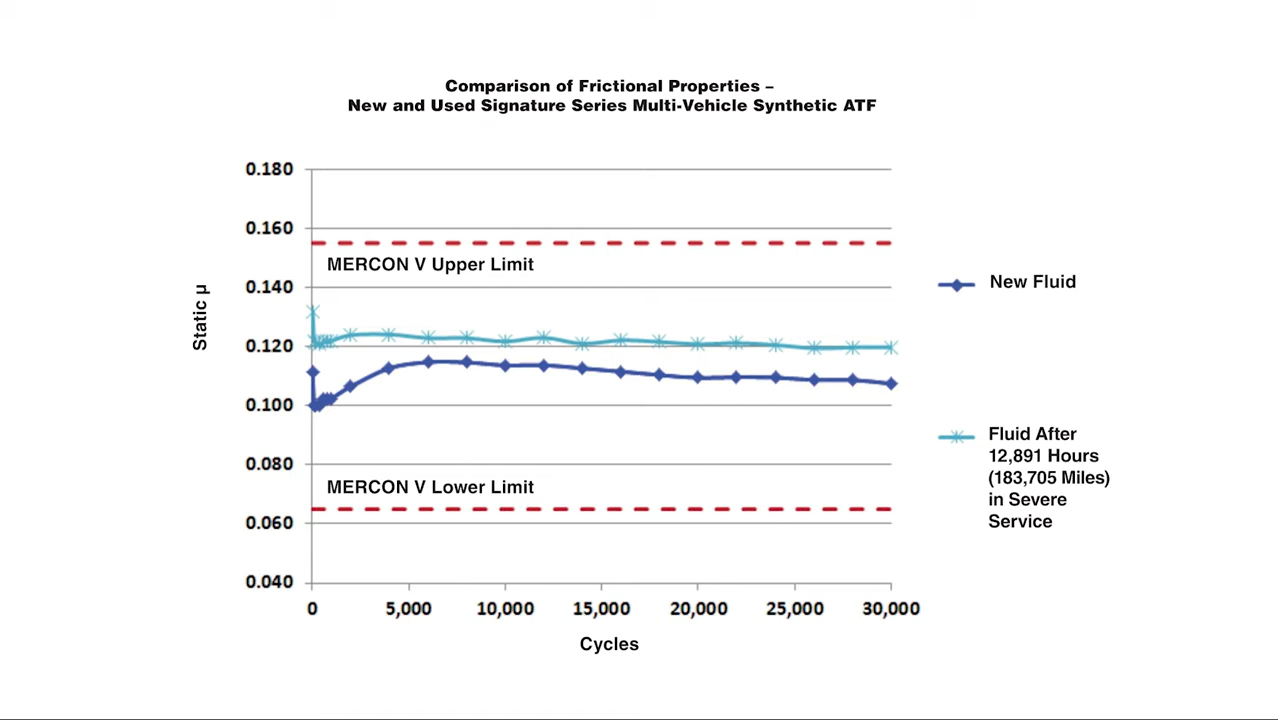 Comparison of Frictional Properties –
New and Used Signature Series Multi-Vehicle Synthetic ATF
0.180
0.160
0.140
0.120
0.100
0.080
0.060
0.040
Static μ
MERCON V Upper Limit
MERCON V Lower Limit
0
5,000
10,000
15,000
20,000
25,000
30,000
Cycles
New Fluid
Fluid After
12,891 Hours
(183,705 Miles)
in Severe
Service